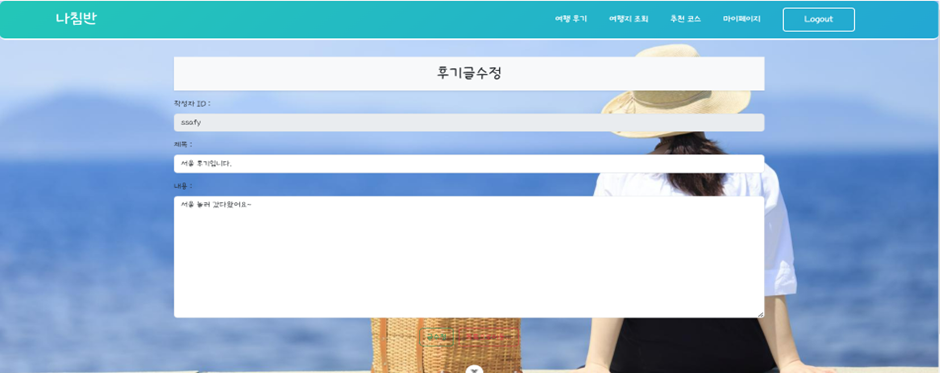 나침반
여행 후기 여행지 조회 추천 코스 마이페이지 Logout
후기글수정
작성자 ID :
ssafy
제목 :
서울 후기입니다.
내용 :
서울 놀러 갔다왔어요~